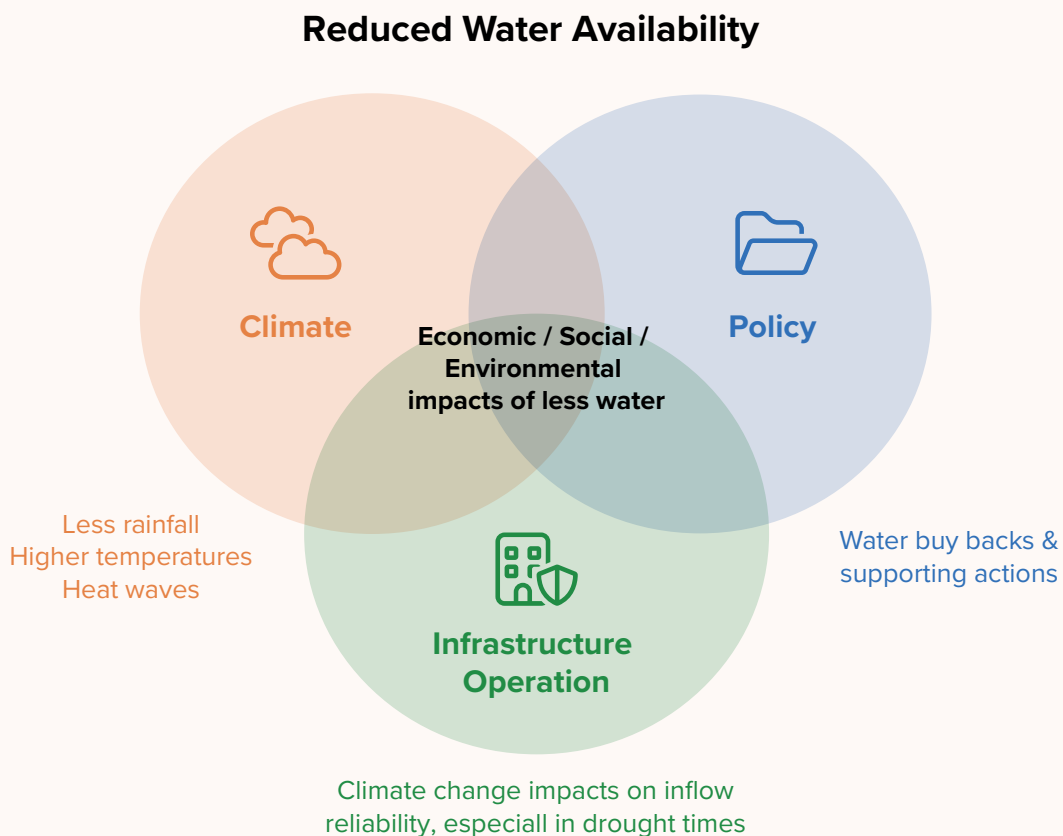 Reduced Water Availability
Climate
Policy
Economic / Social /
Environmental
impacts of less water
Less rainfall
Higher temperatures
Heat waves
Water buy backs &
supporting actions
Infrastructure
Operation
Climate change impacts on inflow
reliability, especiall in drought times